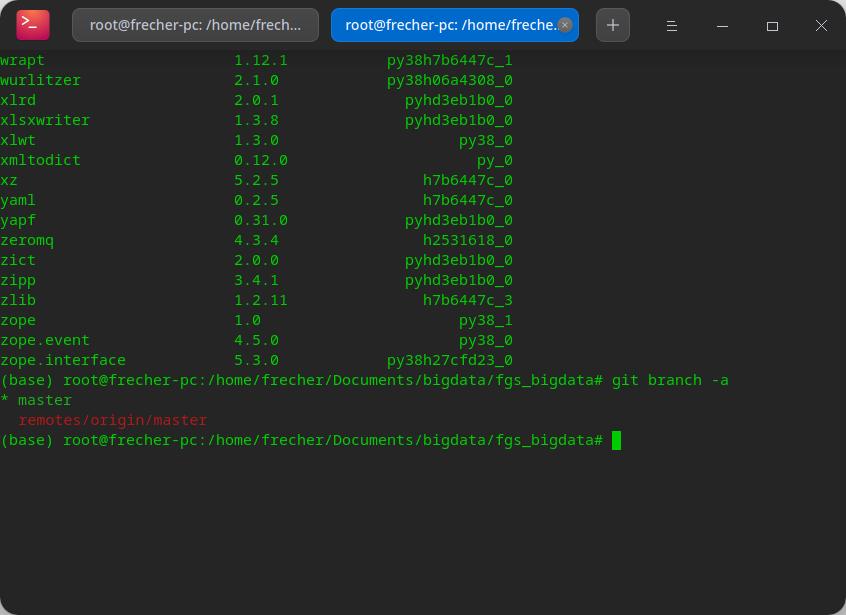 root@frecher-pc: /home/frech...
root@frecher-pc: /home/freche.
wrapt 1.12.1 py38h7b6447c_1
wurlitzer 2.1.0 py38h06a4308_0
xlrd 2.0.1 pyhd3eb1b0_0
xlsxwriter 1.3.8 pyhd3eb1b0_0
xlwt 1.3.0 py38_0
xmltodict 0.12.0 py_0
xz 5.2.5 h7b6447c_0
yaml 0.2.5 h7b6447c_0
yapf 0.31.0 pyhd3eb1b0_0
zeromq 4.3.4 h2531618_0
zict 2.0.0 pyhd3eb1b0_0
zipp 3.4.1 pyhd3eb1b0_0
zlib 1.2.11 h7b6447c_3
zope 1.0 py38_1
zope.event 4.5.0 py38_0
zope.interface 5.3.0 py38h27cfd23_0
(base) root@frecher-pc:/home/frecher/Documents/bigdata/fgs_bigdata# git branch -a
* master
remotes/origin/master
(base) root@frecher-pc:/home/frecher/Documents/bigdata/fgs_bigdata#